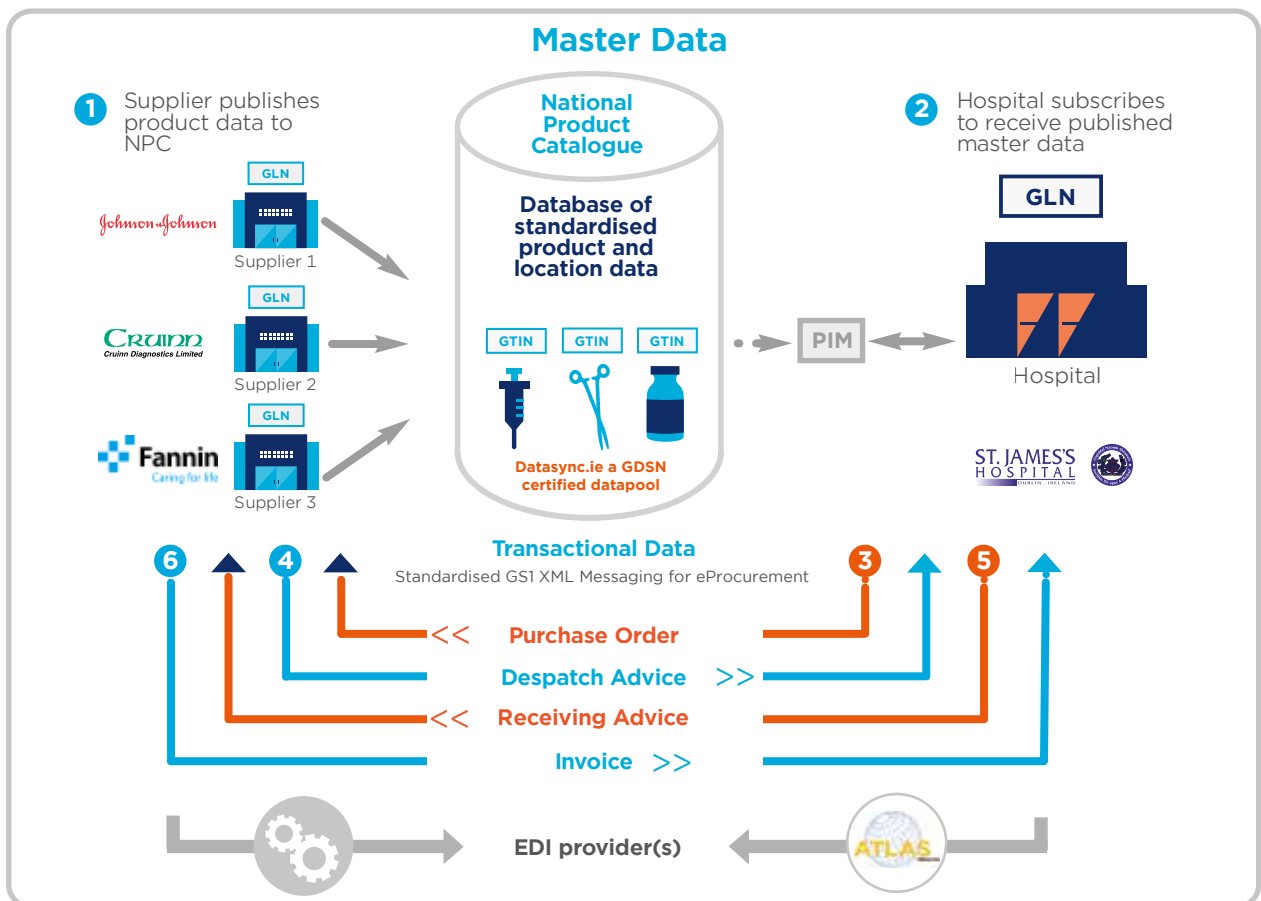 Master Data
1
Supplier publishes
product data to
NPC
GLN
Johnson & Johnson
Supplier 1
GLN
CRUINN
Cruinn Diagnostics Limited
Supplier 2
GLN
Fannin
Caring for life
Supplier 3
National
Product
Catalogue
Database of
standardised
product and
location data
GTIN
GTIN
GTIN
Datasync.ie a GDSN
certified datapool
PIM
2
Hospital subscribes
to receive published
master data
GLN
Hospital
ST. JAMES'S
HOSPITAL
DUBLIN IRELAND
Transactional Data
Standardised GS1 XML Messaging for eProcurement
6
4
3
5
<< Purchase Order
Despatch Advice >>
<< Receiving Advice
Invoice >>
EDI provider(s)
ATLAS